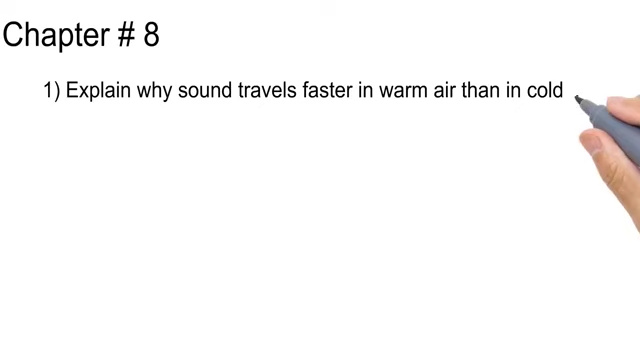 Chapter # 8
1) Explain why sound travels faster in warm air than in cold